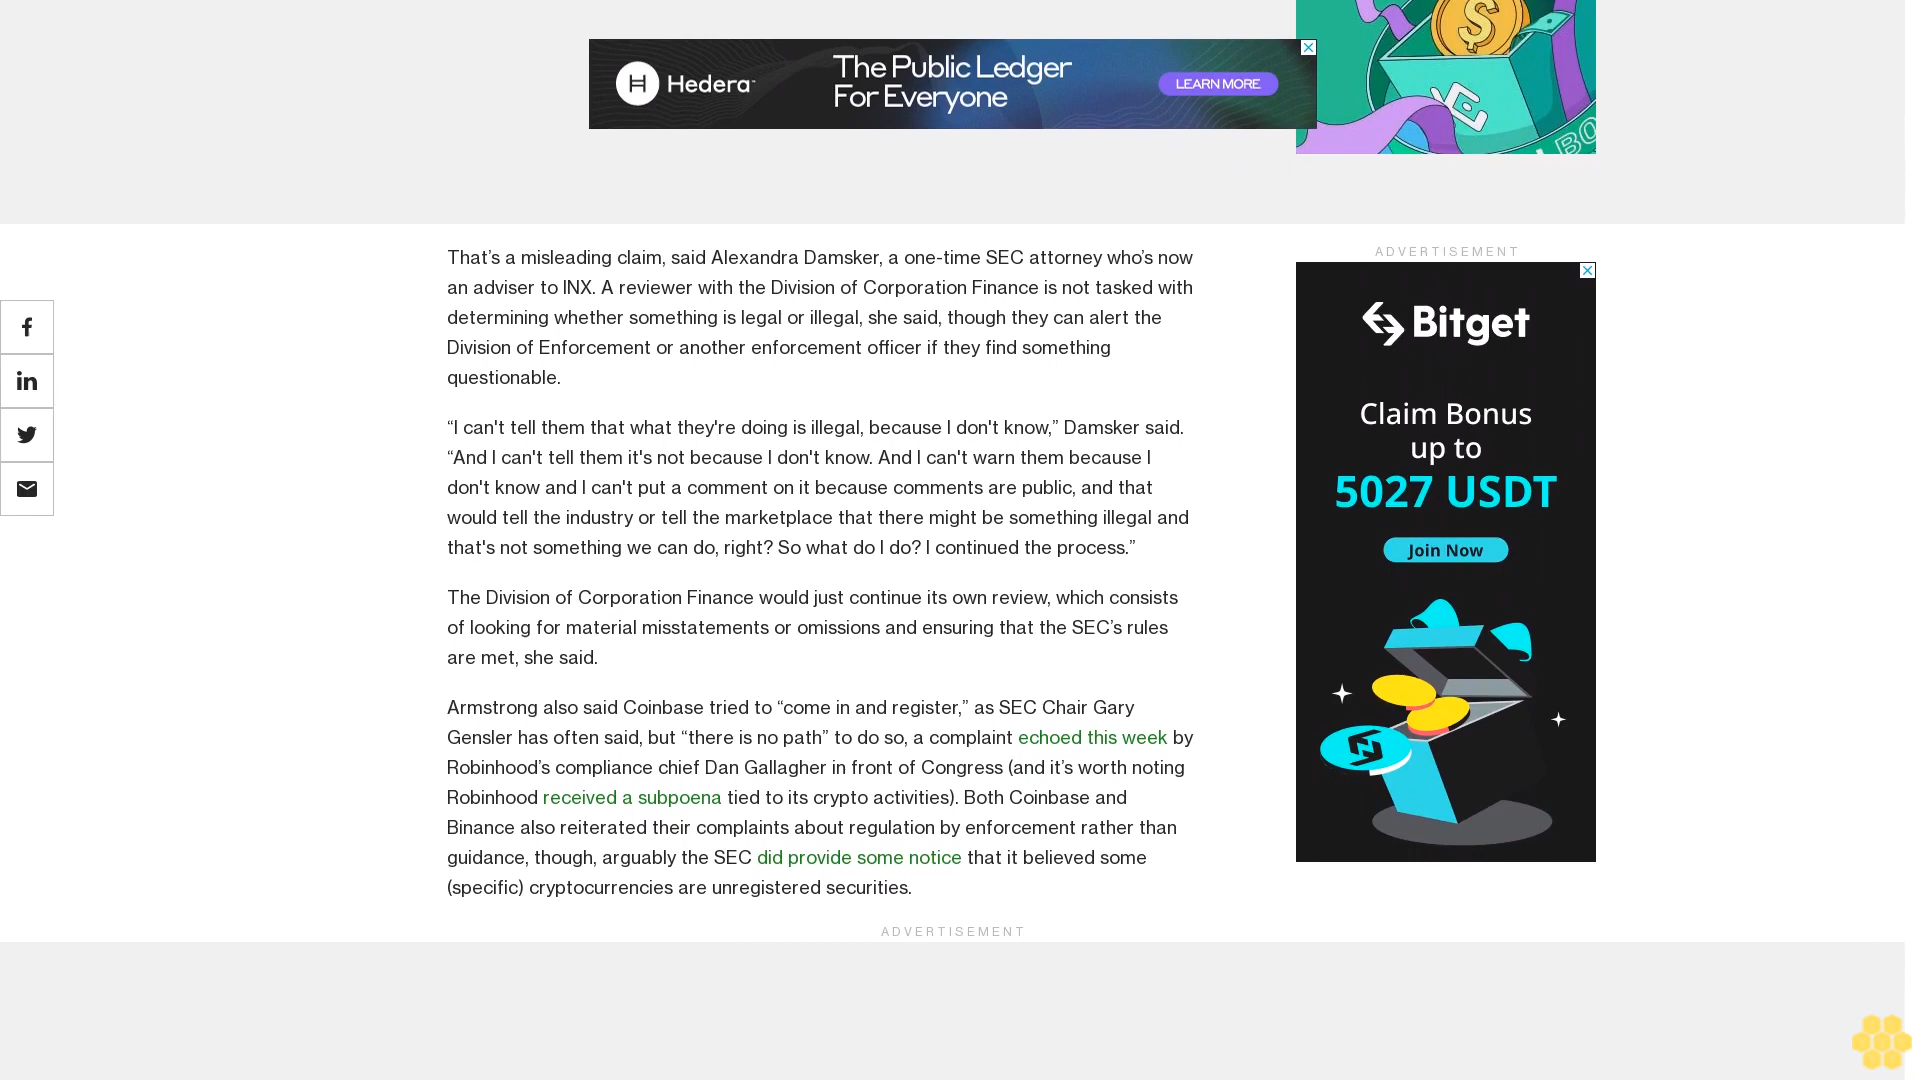 Hedera
The Public Ledger
For Everyone
LEARN MORE
That’s a misleading claim, said Alexandra Damsker, a one-time SEC attorney who’s now
an adviser to INX. A reviewer with the Division of Corporation Finance is not tasked with
determining whether something is legal or illegal, she said, though they can alert the
Division of Enforcement or another enforcement officer if they find something
questionable.
“I can't tell them that what they're doing is illegal, because I don't know,” Damsker said.
“And I can't tell them it's not because I don't know. And I can't warn them because I
don't know and I can't put a comment on it because comments are public, and that
would tell the industry or tell the marketplace that there might be something illegal and
that's not something we can do, right? So what do I do? I continued the process.”
The Division of Corporation Finance would just continue its own review, which consists
of looking for material misstatements or omissions and ensuring that the SEC’s rules
are met, she said.
Armstrong also said Coinbase tried to “come in and register,” as SEC Chair Gary
Gensler has often said, but “there is no path” to do so, a complaint echoed this week by
Robinhood’s compliance chief Dan Gallagher in front of Congress (and it’s worth noting
Robinhood received a subpoena tied to its crypto activities). Both Coinbase and
Binance also reiterated their complaints about regulation by enforcement rather than
guidance, though, arguably the SEC did provide some notice that it believed some
(specific) cryptocurrencies are unregistered securities.
ADVERTISEMENT
ADVERTISEMENT
Bitget
Claim Bonus
up to
5027 USDT
Join Now